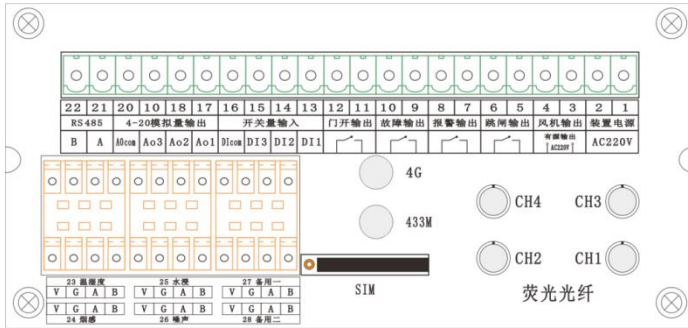 22 21 20 10 18 17 16 15 14 13 12 11 10 9 8 7 6 5 4 3 2 1
RS485 4-20模拟量输出 开关量输入 门开输出 故障输出 报警输出 跳闸输出 风机输出 装置电源
B A AOcom Ao3 Ao2 Ao1 DIcom DI3 DI2 DI1 有源输出 AC220V
AC220V
4G
433M
CH4 CH3
CH2 CH1
SIM
荧光光纤
23 温湿度 25 水浸 27 备用一
V G A B V G A B V G A B
V G A B V G A B V G A B
24 烟感 26 噪声 28 备用二